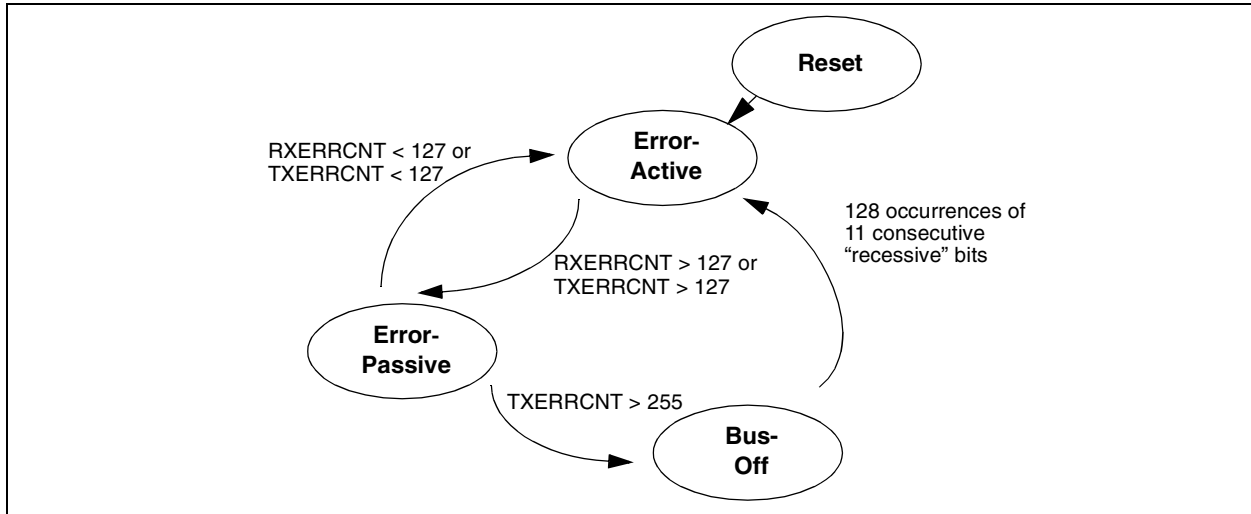 Reset
Error-
Active
RXERRCNT < 127 or
TXERRCNT < 127
128 occurrences of
11 consecutive
“recessive” bits
RXERRCNT > 127 or
TXERRCNT > 127
Error-
Passive
TXERRCNT > 255
Bus-
Off